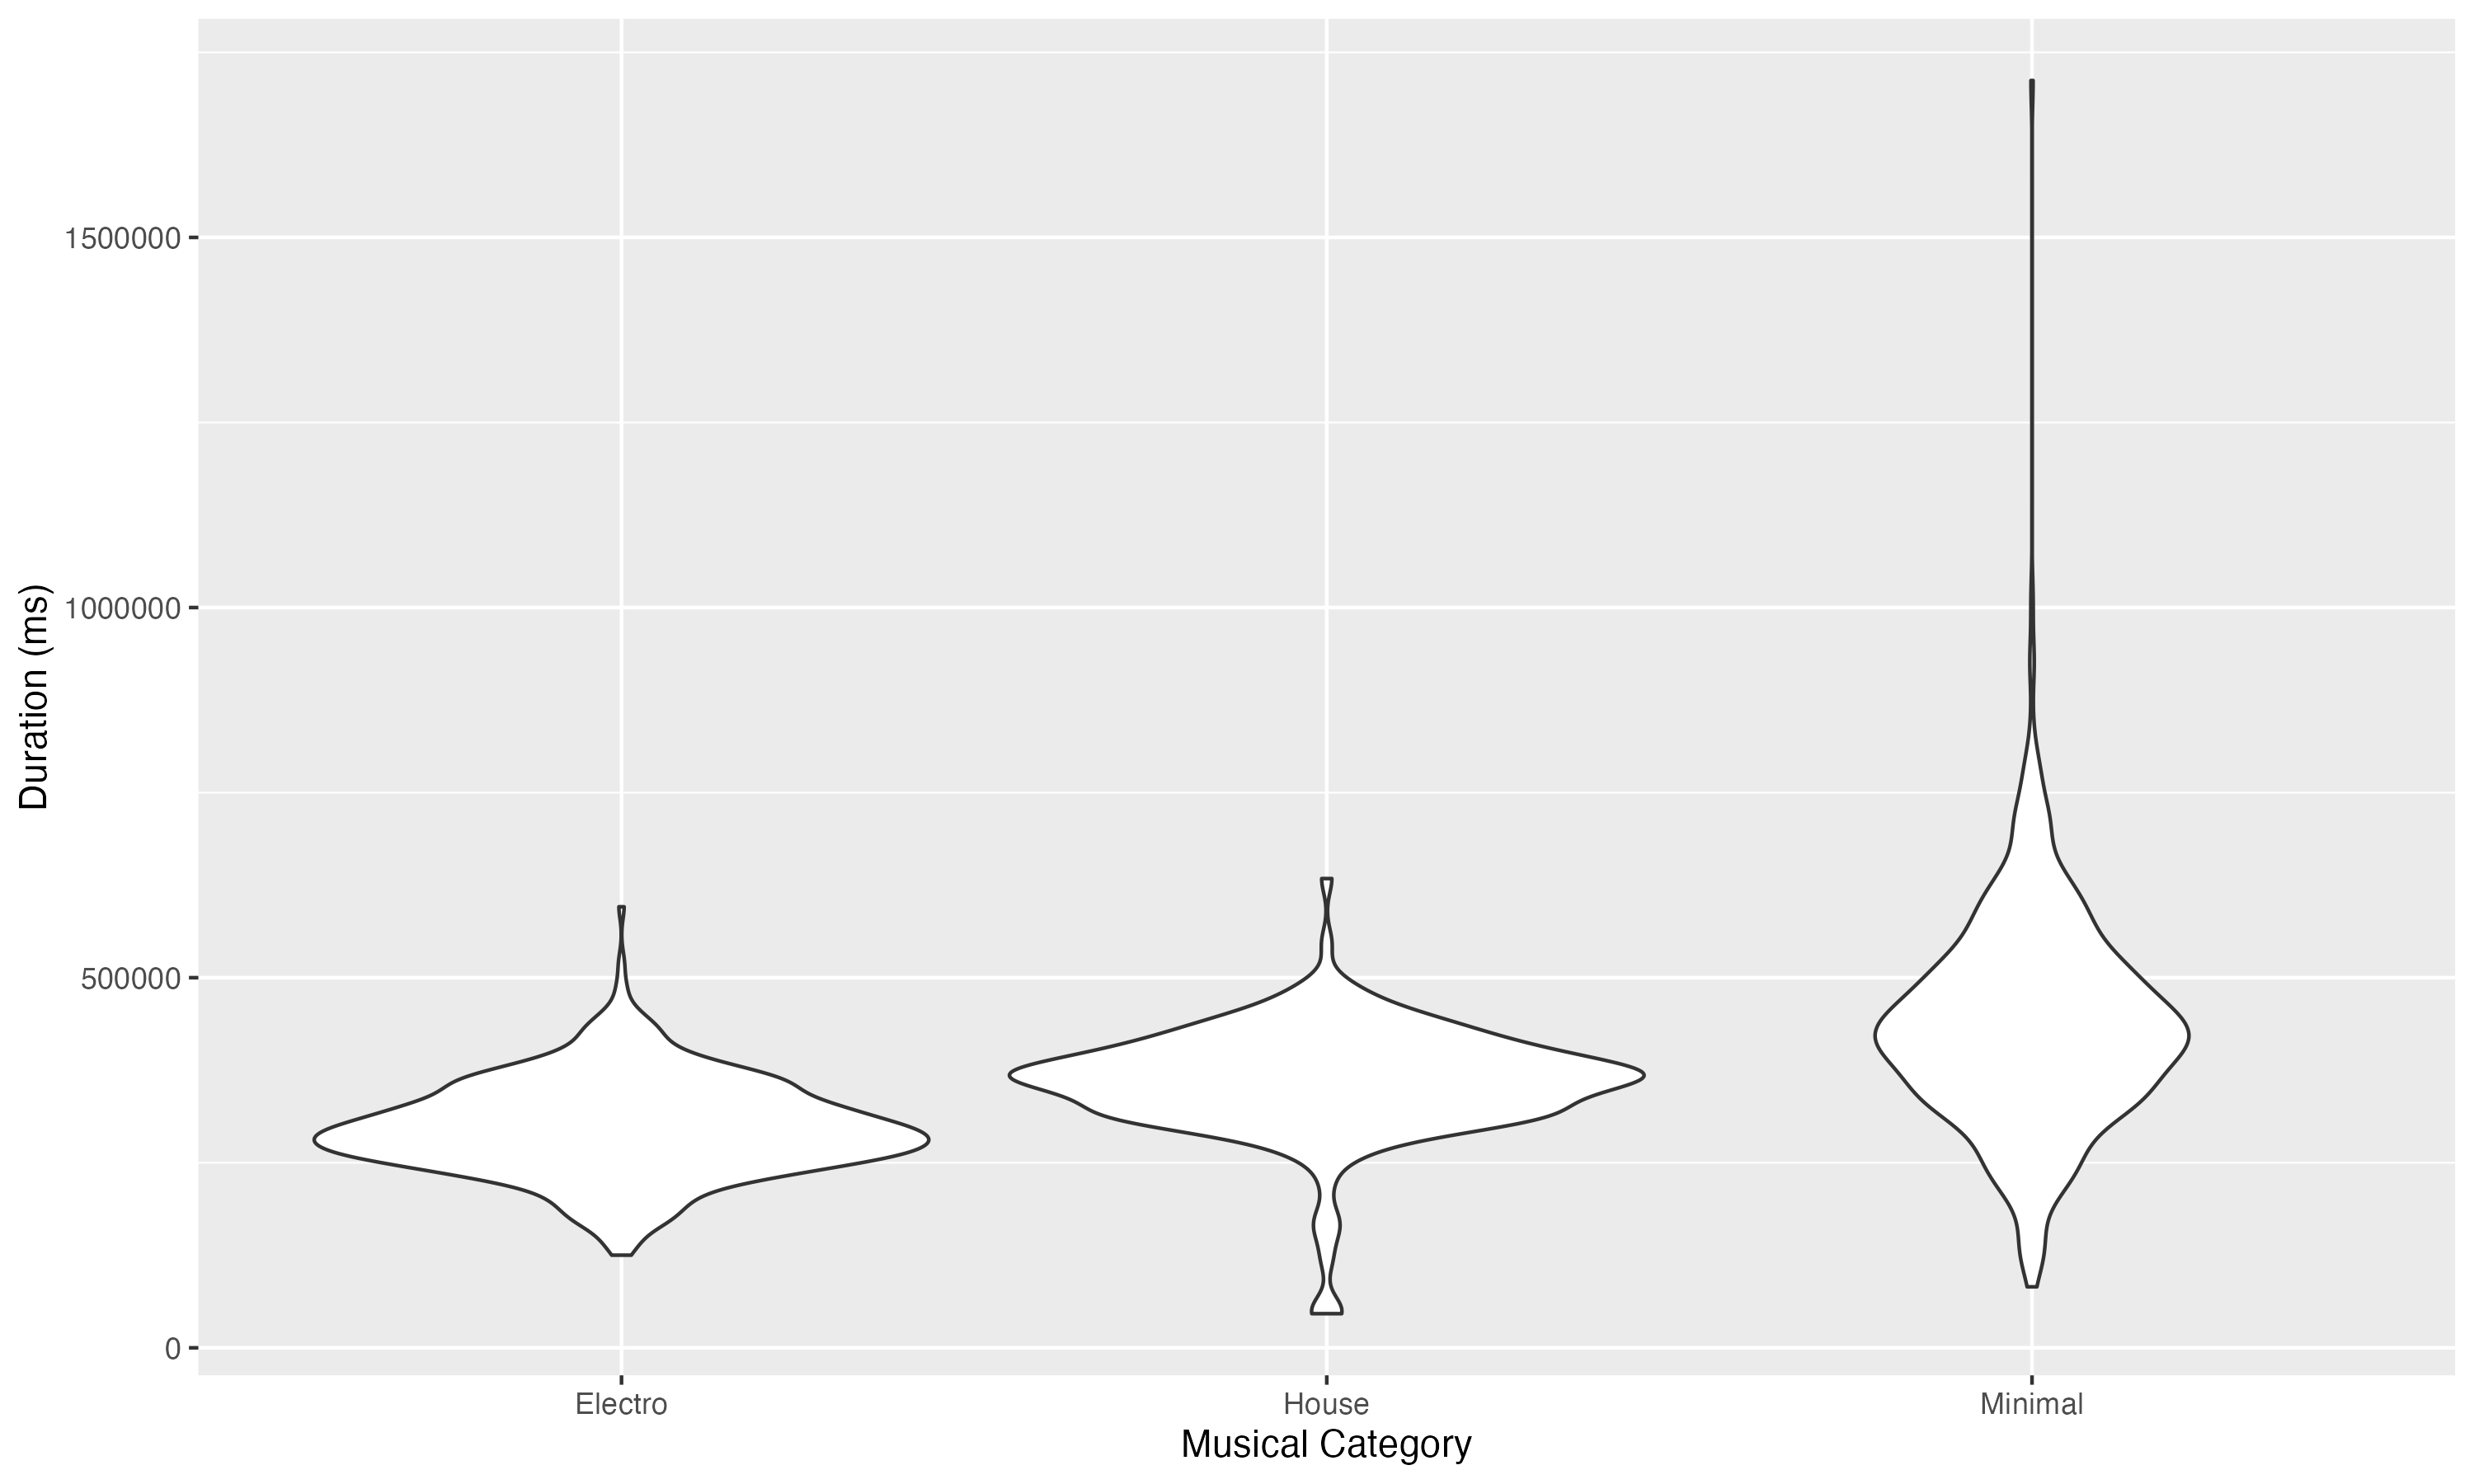 Duration (ms)
1500000
1000000
500000
0
Electro House Minimal
Musical Category